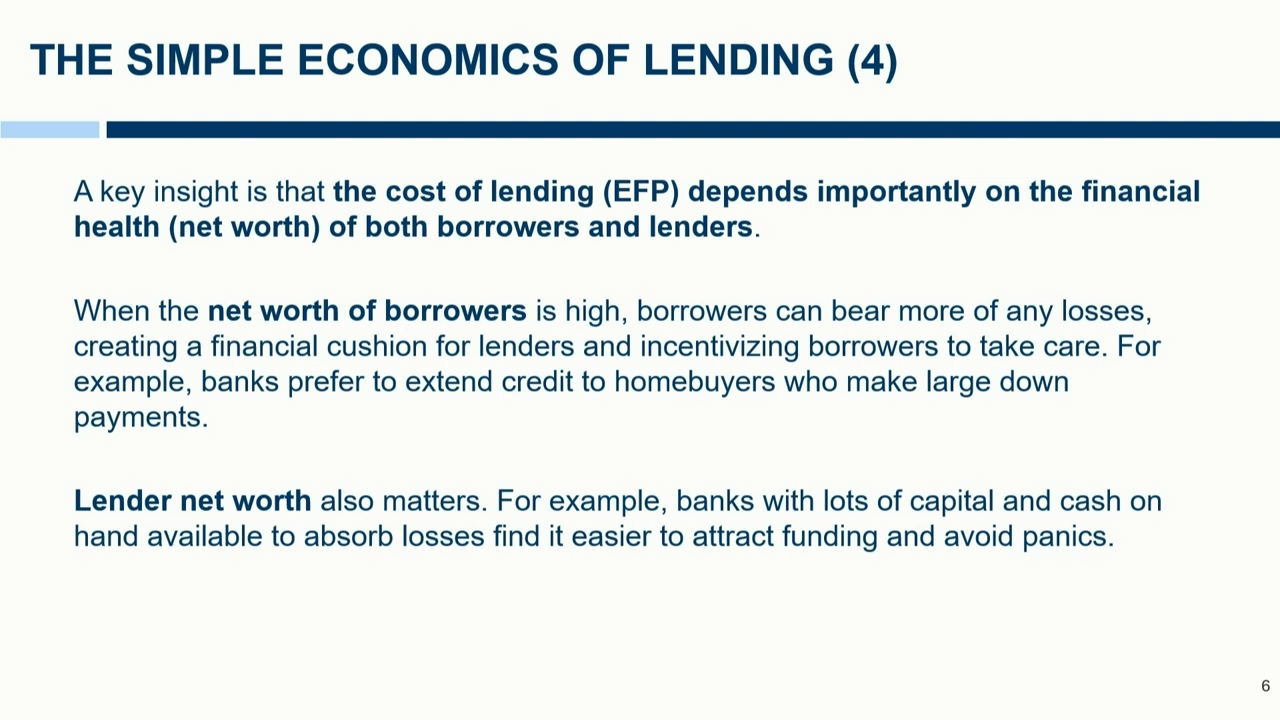 THE SIMPLE ECONOMICS OF LENDING (4)
A key insight is that the cost of lending (EFP) depends importantly on the financial
health (net worth) of both borrowers and lenders.
When the net worth of borrowers is high, borrowers can bear more of any losses,
creating a financial cushion for lenders and incentivizing borrowers to take care. For
example, banks prefer to extend credit to homebuyers who make large down
payments.
Lender net worth also matters. For example, banks with lots of capital and cash on
hand available to absorb losses find it easier to attract funding and avoid panics.
6